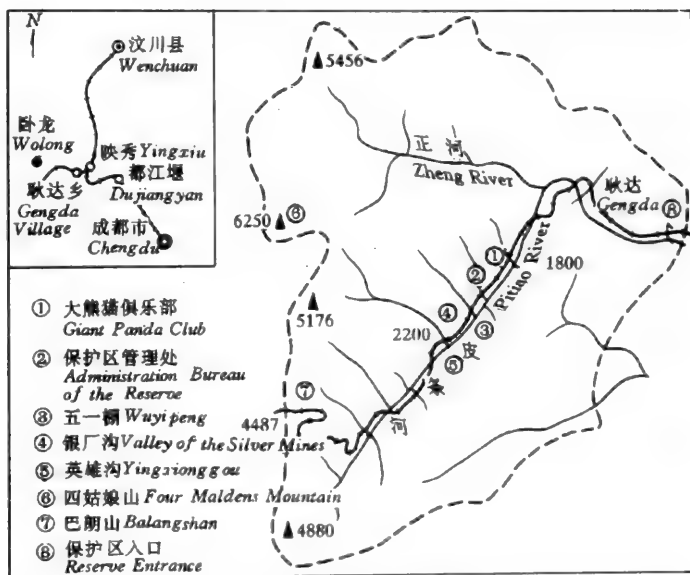 N
汶川县
Wenchuan
卧龙
Wolong
映秀 Yingxiu
都江堰
Dujiangyan
耿达乡
Gengda
Village
成都市
Chengdu
5456
正河
Zheng River
耿达
Gengda ⑧
6250 ⑥
①
Pitiao River
1800
②
5176
④
2200
③
皮条河
⑤
⑦
4487
4880
① 大熊猫俱乐部
Giant Panda Club
② 保护区管理处
Administration Bureau
of the Reserve
③ 五一棚 Wuyipeng
④ 银厂沟 Valley of the Silver Mines
⑤ 英雄沟 Yingxionggou
⑥ 四姑娘山 Four Maidens Mountain
⑦ 巴朗山 Balangshan
⑧ 保护区入口
Reserve Entrance